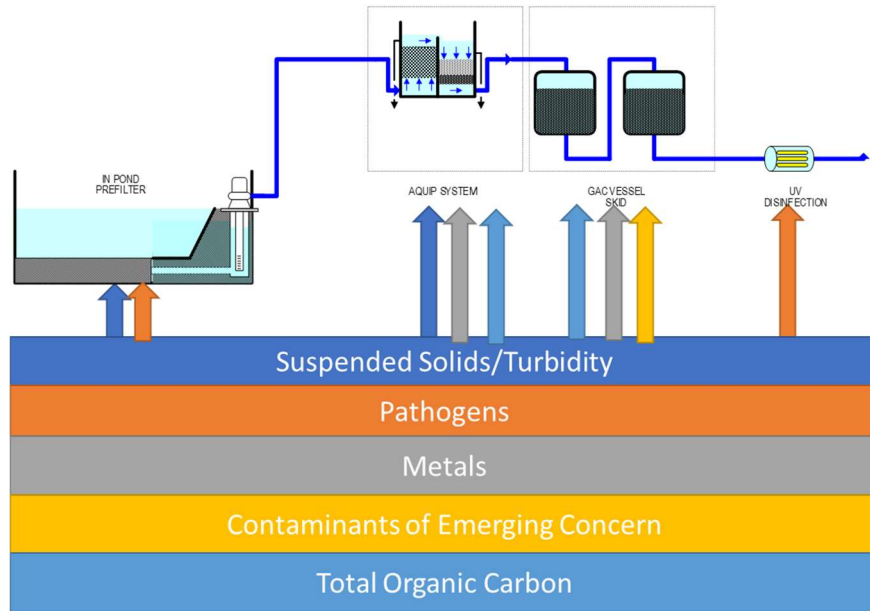 IN POND
PREFILTER
AQUIP SYSTEM
GAC VESSEL
SKID
UV
DISINFECTION
Suspended Solids/Turbidity
Pathogens
Metals
Contaminants of Emerging Concern
Total Organic Carbon